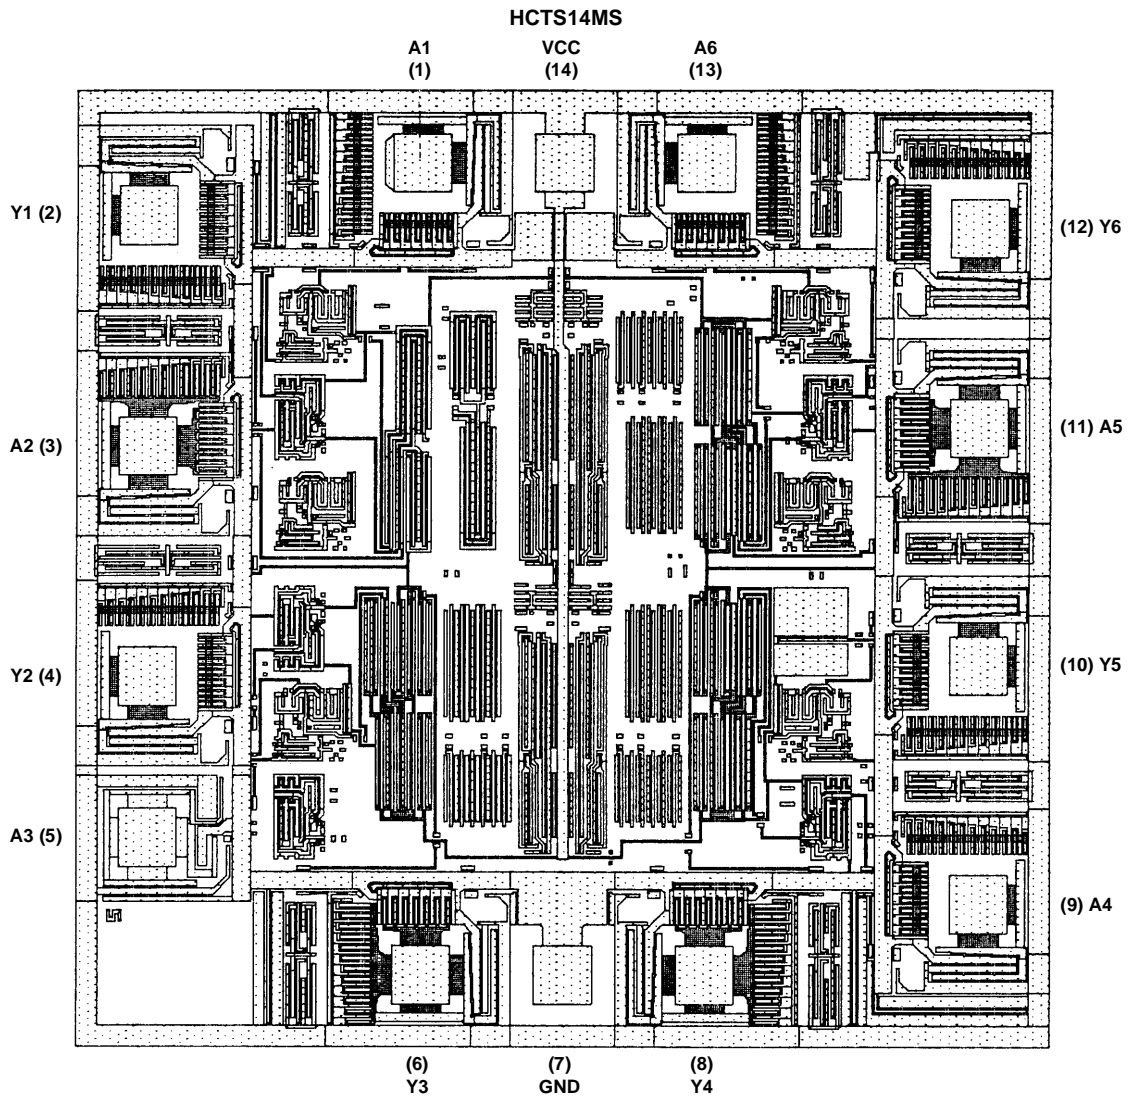 HCTS14MS
A1 VCC A6
(1) (14) (13)
Y1 (2)
(12) Y6
A2 (3)
(11) A5
Y2 (4)
(10) Y5
A3 (5)
(9) A4
(6) (7) (8)
Y3 GND Y4